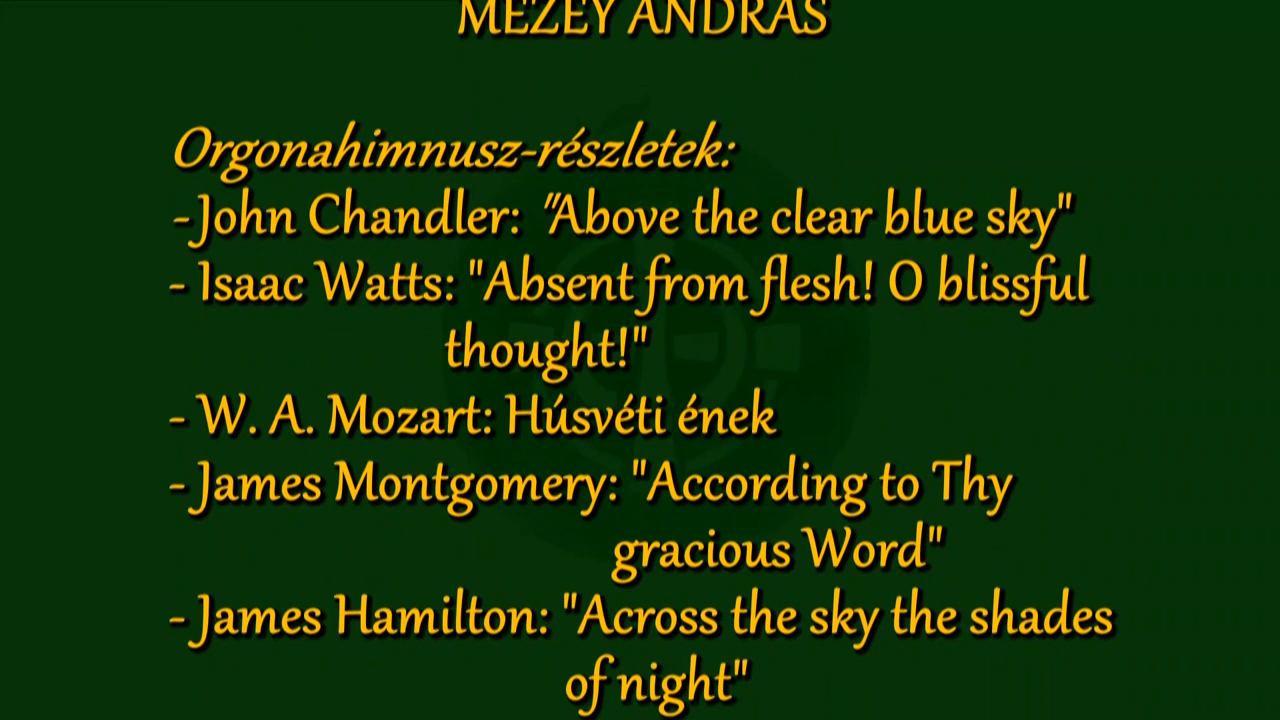 MEZEY ANDRÁS
Orgonahimnusz-részletek:
- John Chandler: "Above the clear blue sky"
- Isaac Watts: "Absent from flesh! O blissful
thought!"
- W. A. Mozart: Húsvéti ének
- James Montgomery: "According to Thy
gracious Word"
- James Hamilton: "Across the sky the shades
of night"